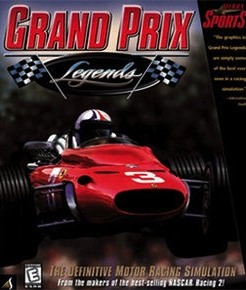 GRAND PRIX
Legends
SIERRA
SPORTS
"The graphics in
Grand Prix Legends
are simply some
of the best ever
seen in a racing
simulation."
3
THE DEFINITIVE MOTOR RACING SIMULATION
From the makers of the best-selling NASCAR Racing 2!
E